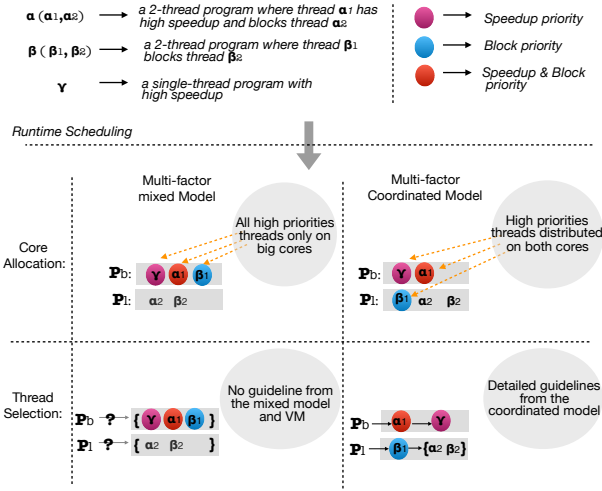 α (α1,α2) a 2-thread program where thread α1 has
high speedup and blocks thread α2
β (β1, β2) a 2-thread program where thread β1
blocks thread β2
γ a single-thread program with
high speedup
Speedup priority
Block priority
Speedup & Block
priority
Runtime Scheduling
Multi-factor
mixed Model
Multi-factor
Coordinated Model
Core
Allocation:
All high priorities
threads only on
big cores
Pb: γ α1 β1
Pl: α2 β2
High priorities
threads distributed
on both cores
Pb: γ α1
Pl: β1 α2 β2
Thread
Selection:
No guideline from
the mixed model
and VM
Pb ? { γ α1 β1 }
Pl ? { α2 β2 }
Detailed guidelines
from the
coordinated model
Pb α1 γ
Pl β1 {α2 β2}